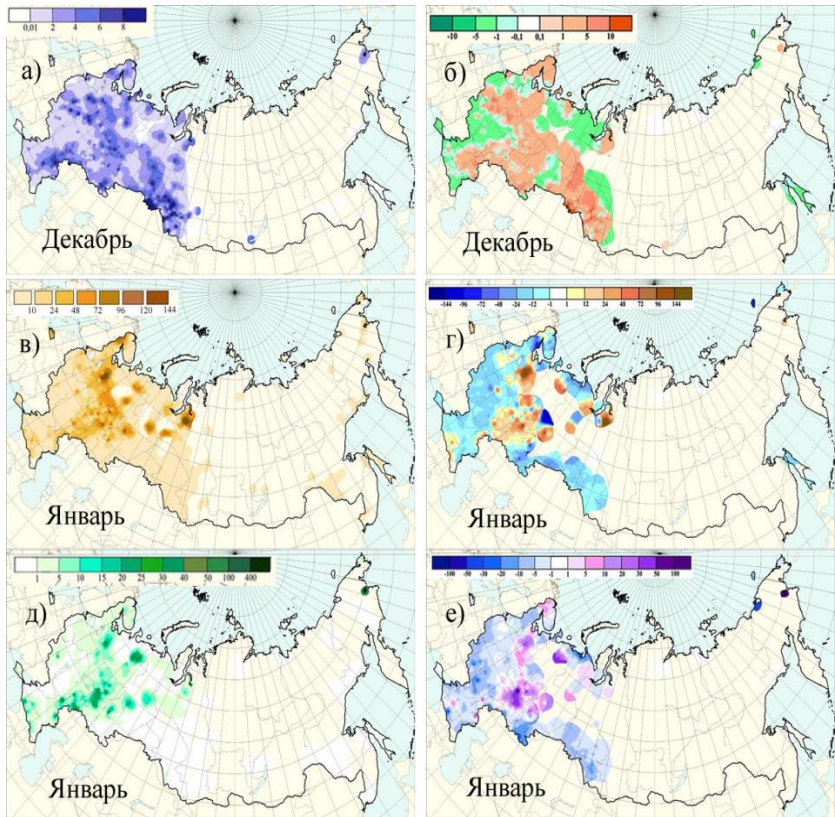 0,01 2 4 6 8
а)
Декабрь
-10 -5 -1 -0,1 0,1 1 5 10
б)
Декабрь
10 24 48 72 96 120 144
в)
Январь
-144 -96 -72 -48 -24 -12 -1 1 12 24 48 72 96 144
г)
Январь
1 5 10 15 20 25 30 40 50 100 400
д)
Январь
-100 -50 -30 -20 -10 -5 -1 1 5 10 20 30 50 100
е)
Январь